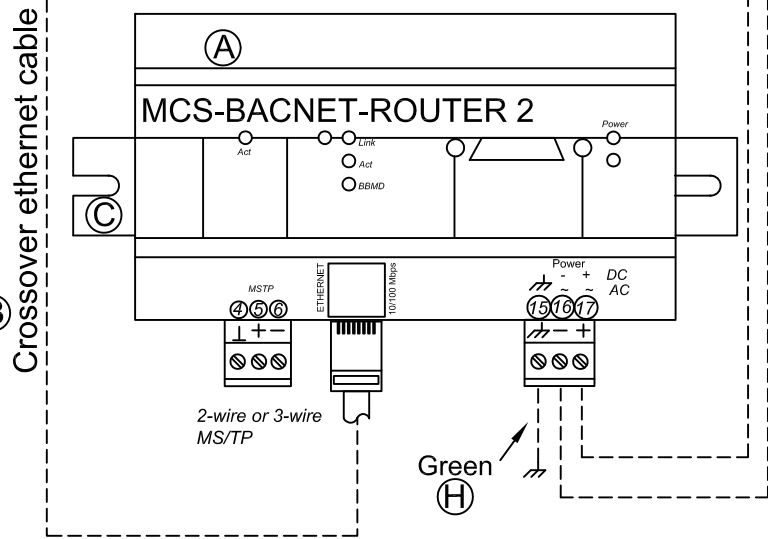 Crossover ethernet cable
A
MCS-BACNET-ROUTER 2
Act
Link
Act
BBMD
Power
C
MSTP
4 5 6
⊥ + −
ETHERNET
10/100 Mbps
Power
- + DC
~ ~ AC
15 16 17
− +
2-wire or 3-wire
MS/TP
Green
H